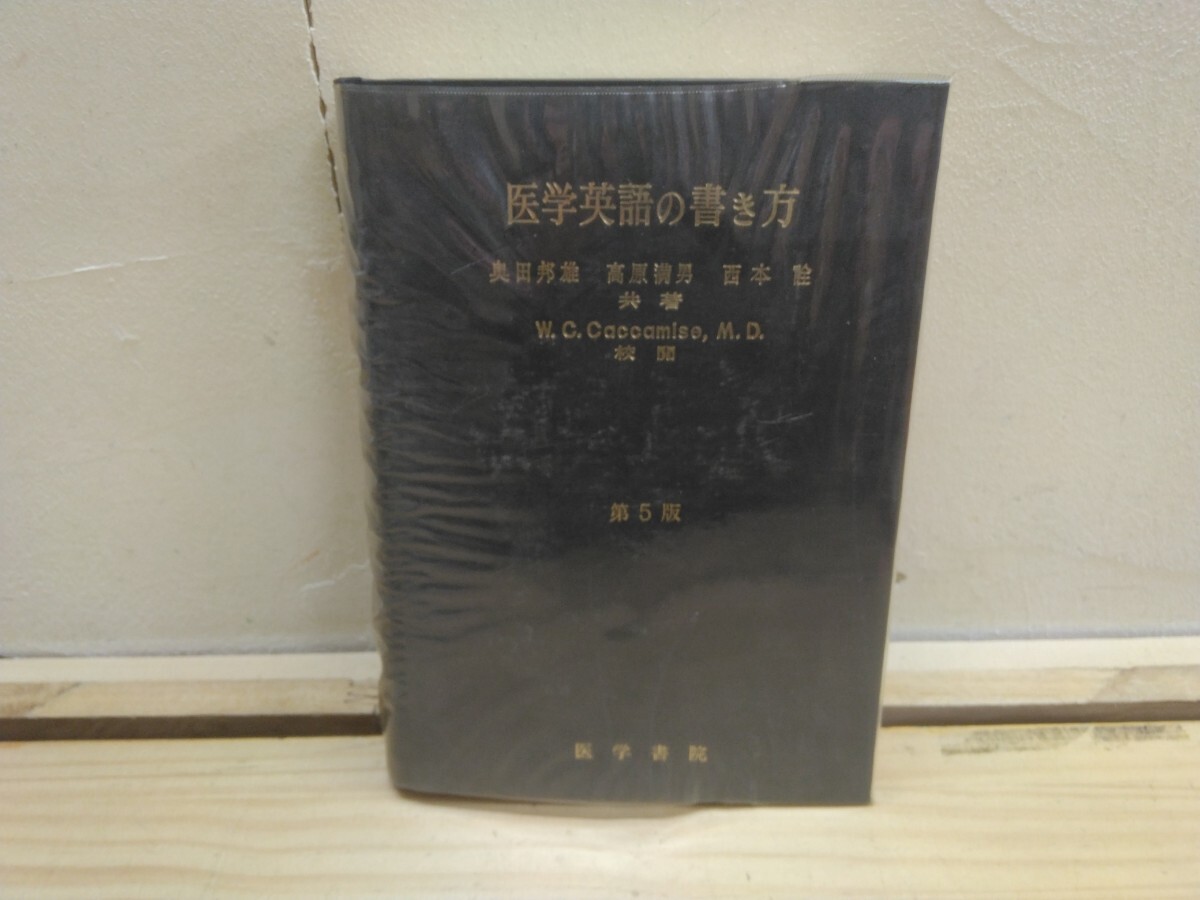 医学英語の書き方
奥田邦雄 高原満男 西本 詮
共著
W. C. Caccamise, M. D.
校閲
第5版
医学書院